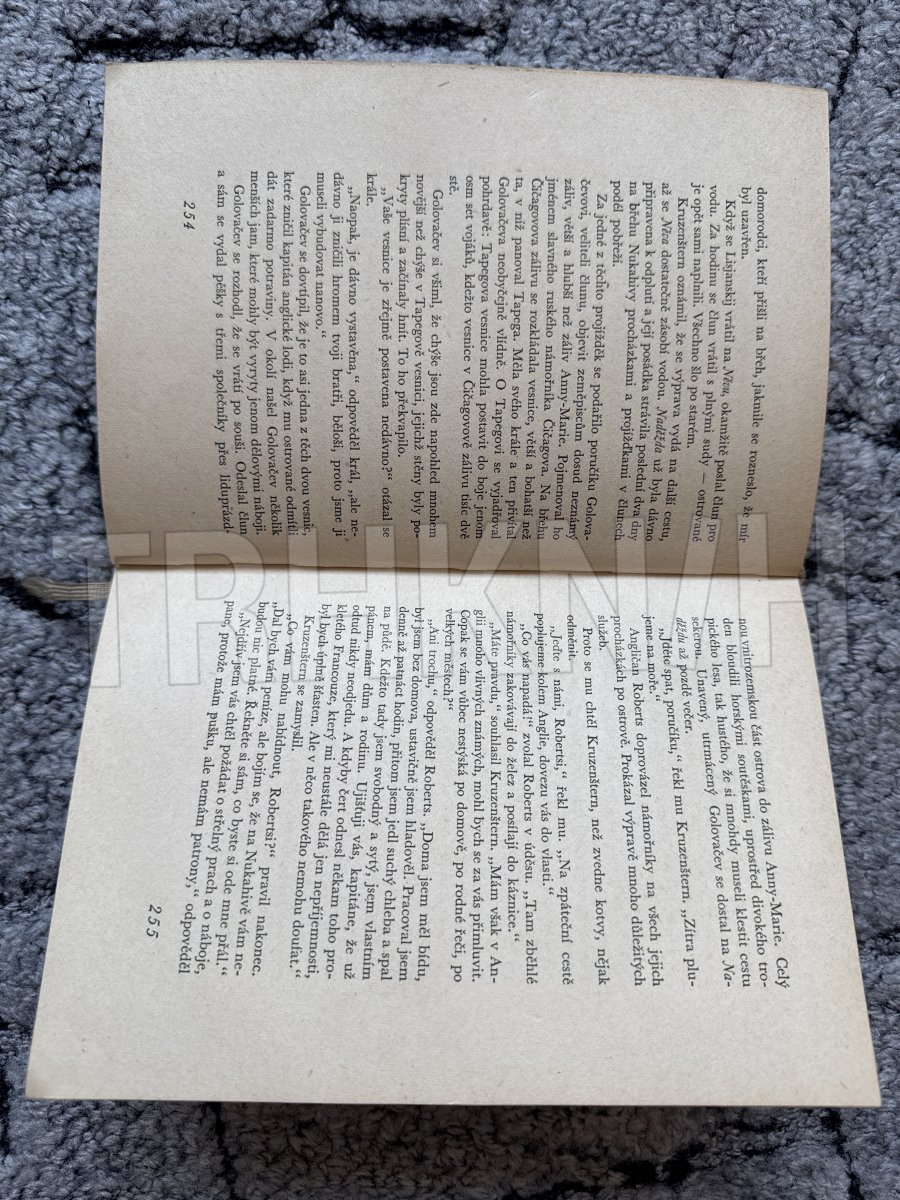 domorodci, kteří přišli na břeh, jakmile se rozneslo, že mír
byl uzavřen.
Když se Lisjanskij vrátil na Něvu, okamžitě poslal člun pro
vodu. Za hodinu se člun vrátil s plnými sudy — ostrované
je opět sami naplnili. Všechno šlo po starém.
Kruzenštern oznámil, že se výprava vydá na další cestu,
až se Něva dostatečně zásobí vodou. Naděžda už byla dávno
připravena k odplutí a její posádka strávila poslední dva dny
na břehu Nukahivy procházkami a projížďkami v člunech
podél pobřeží.
Za jedné z těchto projížděk se podařilo poručíku Golova-
čevovi, veliteli člunu, objevit zeměpiscům dosud neznámý
záliv, větší a hlubší než záliv Anny-Marie. Pojmenoval ho
jménem slavného ruského námořníka Čičagova. Na břehu
Čičagovova zálivu se rozkládala vesnice, větší a bohatší než
ta, v níž panoval Tapega. Měla svého krále a ten přivítal
Golovačeva neobyčejně vlídně. O Tapegovi se vyjadřoval
pohrdavě: Tapegova vesnice mohla postavit do boje jenom
osm set vojáků, kdežto vesnice v Čičagovově zálivu tisíc dvě
stě.
Golovačev si všiml, že chýše jsou zde napohled mnohem
novější než chýše v Tapegově vesnici, jejichž stěny byly po-
kryty plísní a začínaly hnít. To ho překvapilo.
„Vaše vesnice je zřejmě postavena nedávno?“ otázal se
krále.
„Naopak, je dávno vystavěna,“ odpověděl král, „ale ne-
dávno ji zničili hromem tvoji bratři, běloši, proto jsme ji
museli vybudovat nanovo.“
Golovačev se dovtípil, že je to asi jedna z těch dvou vesnic,
které zničil kapitán anglické lodi, když mu ostrované odmítli
dát zadarmo potraviny. V okolí našel Golovačev několik
menších jam, které mohly být vyryty jenom dělovými náboji.
Golovačev se rozhodl, že se vrátí po souši. Odeslal člun
a sám se vydal pěšky s třemi společníky přes liduprázd-
254
nou vnitrozemskou část ostrova do zálivu Anny-Marie. Celý
den bloudili horskými soutěskami, uprostřed divokého tro-
pického lesa, tak hustého, že si mnohdy museli klestit cestu
sekerou. Unavený, utrmácený Golovačev se dostal na Na-
děždu až pozdě večer.
„Jděte spat, poručíku,“ řekl mu Kruzenštern. „Zítra plu-
jeme na moře.“
Angličan Roberts doprovázel námořníky na všech jejich
procházkách po ostrově. Prokázal výpravě mnoho důležitých
služeb.
Proto se mu chtěl Kruzenštern, než zvedne kotvy, nějak
odměnit.
„Jeďte s námi, Robertsi,“ řekl mu. „Na zpáteční cestě
poplujeme kolem Anglie, dovezu vás do vlasti.“
„Co vás napadá!“ zvolal Roberts v úděsu. „Tam zběhlé
námořníky zakovávají do želez a posílají do káznice.“
„Máte pravdu,“ souhlasil Kruzenštern. „Mám však v An-
glii mnoho vlivných známých, mohl bych se za vás přimluvit.
Copak se vám vůbec nestýská po domově, po rodné řeči, po
velkých městech?“
„Ani trochu,“ odpověděl Roberts. „Doma jsem měl bídu,
byl jsem bez domova, ustavičně jsem hladověl. Pracoval jsem
denně až patnáct hodin, přitom jsem jedl suchý chleba a spal
na půdě. Kdežto tady jsem svobodný a sytý, jsem vlastním
pánem, mám dům a rodinu. Ujišťuji vás, kapitáne, že už
odtud nikdy neodjedu. A kdyby čert odnesl někam toho pro-
kletého Francouze, který mi neustále dělá jen nepříjemnosti,
byl bych úplně šťasten. Ale v něco takového nemohu doufat.“
Kruzenštern se zamyslil.
„Co vám mohu nabídnout, Robertsi?“ pravil nakonec.
„Dal bych vám peníze, ale bojím se, že na Nukahivě vám ne-
budou nic platné. Řekněte si sám, co byste si ode mne přál.“
„Nejdřív jsem vás chtěl požádat o střelný prach a o náboje,
pane, protože mám pušku, ale nemám patrony,“ odpověděl
255